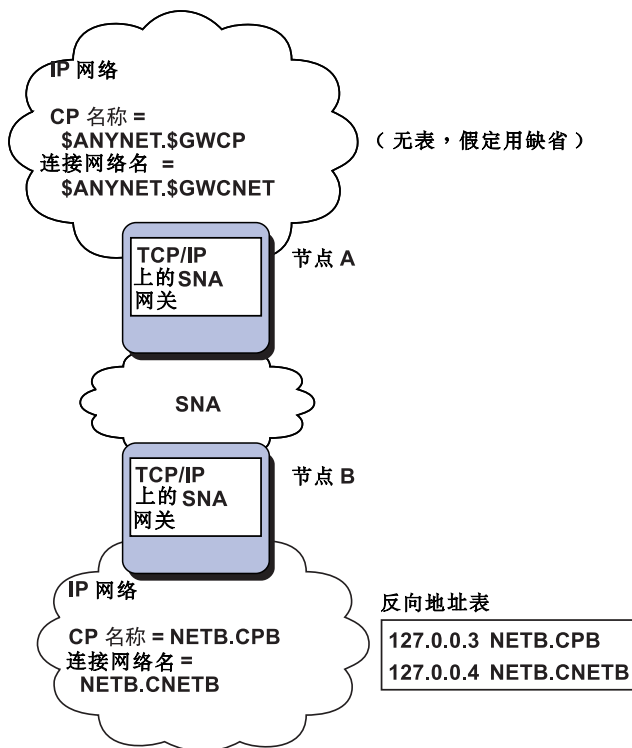 IP 网络
CP 名称 =
$ANYNET.$GWCP
连接网络名 =
$ANYNET.$GWCNET
(无表，假定用缺省)
TCP/IP
上的SNA
网关
节点 A
SNA
TCP/IP
上的SNA
网关
节点 B
IP 网络
CP 名称 = NETB.CPB
连接网络名 =
NETB.CNETB
反向地址表
127.0.0.3 NETB.CPB
127.0.0.4 NETB.CNETB